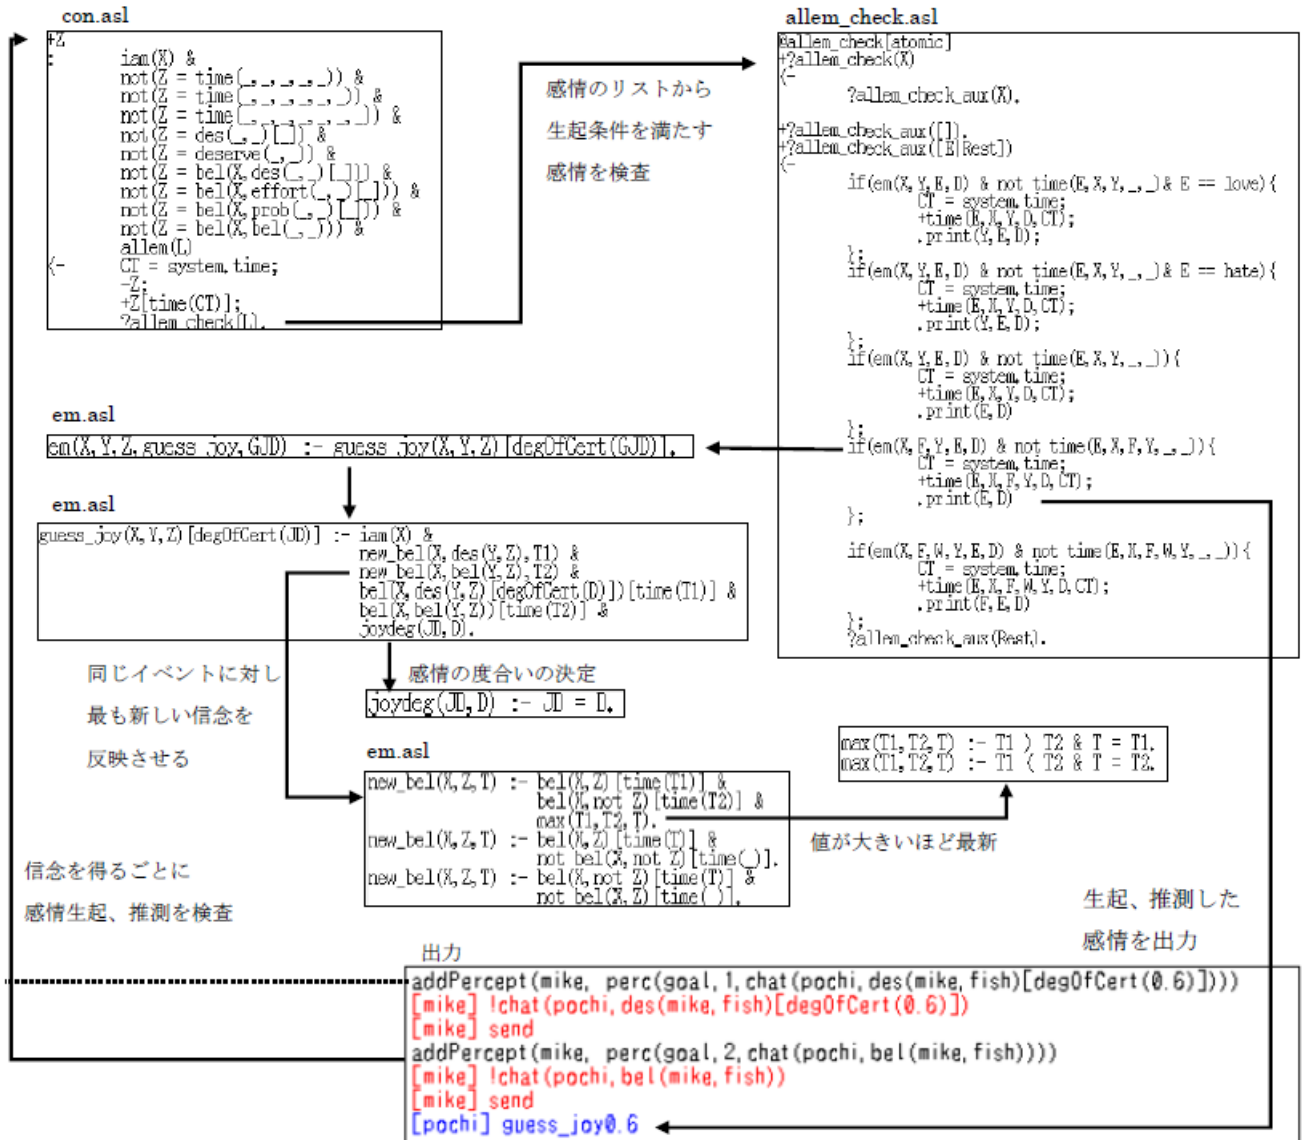 con.asl
+Z
: iam(X) &
not(Z = time(_,_,_,_,_)) &
not(Z = time(_,_,_,_,_,_)) &
not(Z = time(_,_,_,_,_,_,_)) &
not(Z = des(_,_)[_]) &
not(Z = deserve(_,_)) &
not(Z = bel(X,des(_,_)[_])) &
not(Z = bel(X,effort(_,_)[_])) &
not(Z = bel(X,prob(_,_)[_])) &
not(Z = bel(X,bel(_,_))) &
allem(L)
<- CT = system.time;
-Z;
+Z[time(CT)];
?allem_check(L).
感情のリストから
生起条件を満たす
感情を検査
allem_check.asl
@allem_check[atomic]
+?allem_check(X)
<-
?allem_check_aux(X).
+?allem_check_aux([]).
+?allem_check_aux([E|Rest])
<-
if(em(X,Y,E,D) & not time(E,X,Y,_,_)& E == love){
CT = system.time;
+time(E,X,Y,D,CT);
.print(Y,E,D);
};
if(em(X,Y,E,D) & not time(E,X,Y,_,_)& E == hate){
CT = system.time;
+time(E,X,Y,D,CT);
.print(Y,E,D);
};
if(em(X,Y,E,D) & not time(E,X,Y,_,_)){
CT = system.time;
+time(E,X,Y,D,CT);
.print(E,D)
};
if(em(X,F,Y,E,D) & not time(E,X,F,Y,_,_)){
CT = system.time;
+time(E,X,F,Y,D,CT);
.print(E,D)
};
if(em(X,F,W,Y,E,D) & not time(E,X,F,W,Y,_,_)){
CT = system.time;
+time(E,X,F,W,Y,D,CT);
.print(F,E,D)
};
?allem_check_aux(Rest).
em.asl
em(X,Y,Z,guess_joy,GJD) :- guess_joy(X,Y,Z)[degOfCert(GJD)].
em.asl
guess_joy(X,Y,Z)[degOfCert(JD)] :- iam(X) &
new_bel(X,des(Y,Z),T1) &
new_bel(X,bel(Y,Z),T2) &
bel(X,des(Y,Z)[degOfCert(D)])[time(T1)] &
bel(X,bel(Y,Z))[time(T2)] &
joydeg(JD,D).
同じイベントに対し
最も新しい信念を
反映させる
感情の度合いの決定
joydeg(JD,D) :- JD = D.
em.asl
new_bel(X,Z,T) :- bel(X,Z)[time(T1)] &
bel(X,not Z)[time(T2)] &
max(T1,T2,T).
new_bel(X,Z,T) :- bel(X,Z)[time(T)] &
not bel(X,not Z)[time(_)].
new_bel(X,Z,T) :- bel(X,not Z)[time(T)] &
not bel(X,Z)[time(_)].
max(T1,T2,T) :- T1 > T2 & T = T1.
max(T1,T2,T) :- T1 < T2 & T = T2.
値が大きいほど最新
信念を得るごとに
感情生起、推測を検査
生起、推測した
感情を出力
出力
addPercept(mike, perc(goal,1,chat(pochi,des(mike,fish)[degOfCert(0.6)])))
[mike] !chat(pochi,des(mike,fish)[degOfCert(0.6)])
[mike] send
addPercept(mike, perc(goal,2,chat(pochi,bel(mike,fish))))
[mike] !chat(pochi,bel(mike,fish))
[mike] send
[pochi] guess_joy0.6